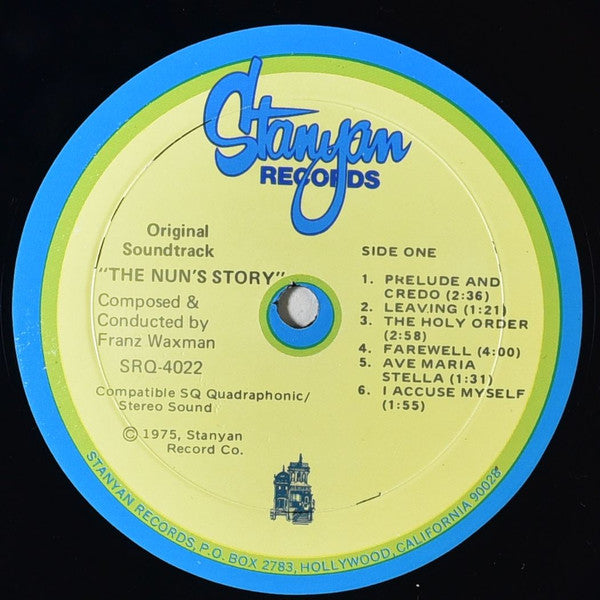 Stanyan
RECORDS
Original
Soundtrack
"THE NUN'S STORY"
Composed &
Conducted by
Franz Waxman
SRQ-4022
Compatible SQ Quadraphonic/
Stereo Sound
© 1975, Stanyan
Record Co.
SIDE ONE
1. PRELUDE AND
CREDO (2:36)
2. LEAVING (1:21)
3. THE HOLY ORDER
(2:58)
4. FAREWELL (4:00)
5. AVE MARIA
STELLA (1:31)
6. I ACCUSE MYSELF
(1:55)
STANYAN RECORDS, P.O. BOX 2783, HOLLYWOOD, CALIFORNIA 90028